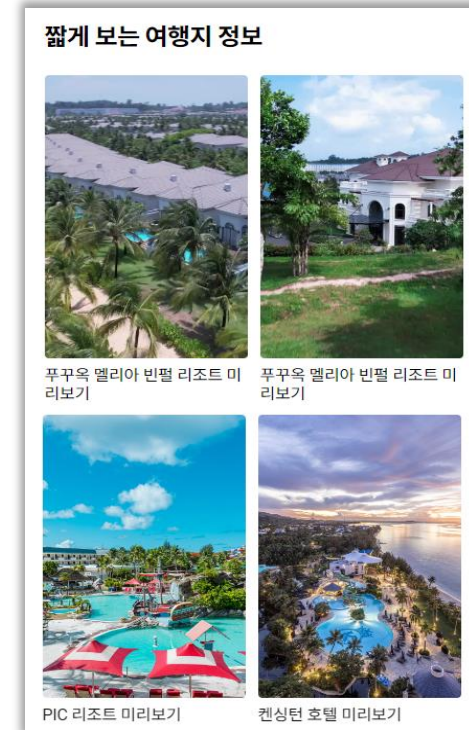 짧게 보는 여행지 정보
푸꾸옥 멜리아 빈펄 리조트 미
리보기
푸꾸옥 멜리아 빈펄 리조트 미
리보기
PIC 리조트 미리보기
켄싱턴 호텔 미리보기